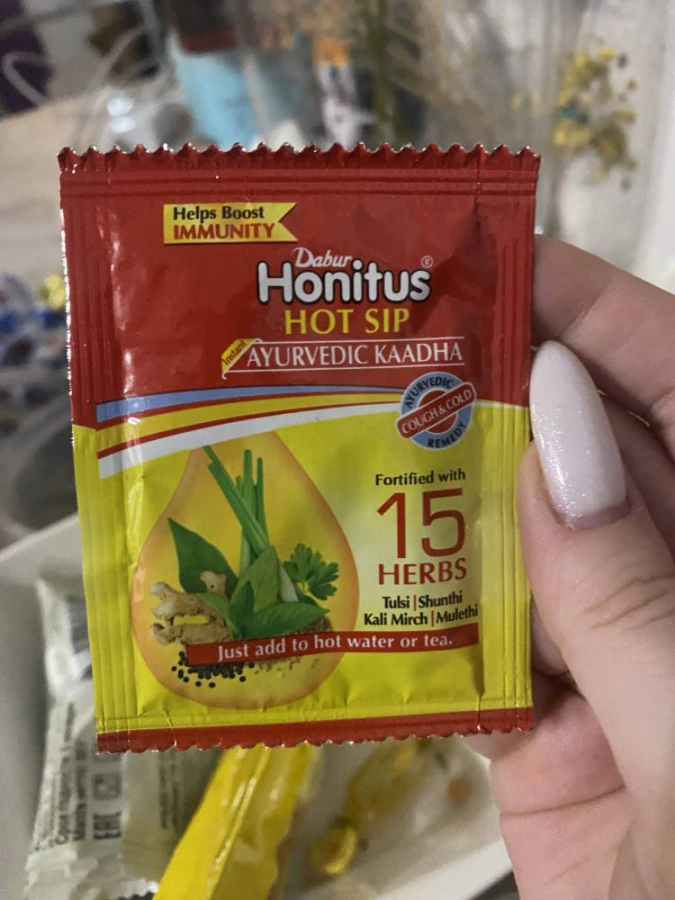 Helps Boost
IMMUNITY
Dabur
Honitus®
HOT SIP
Instant
AYURVEDIC KAADHA
AYURVEDIC
COUGH & COLD
REMEDY
Fortified with
15
HERBS
Tulsi | Shunthi
Kali Mirch | Mulethi
Just add to hot water or tea.
EAC